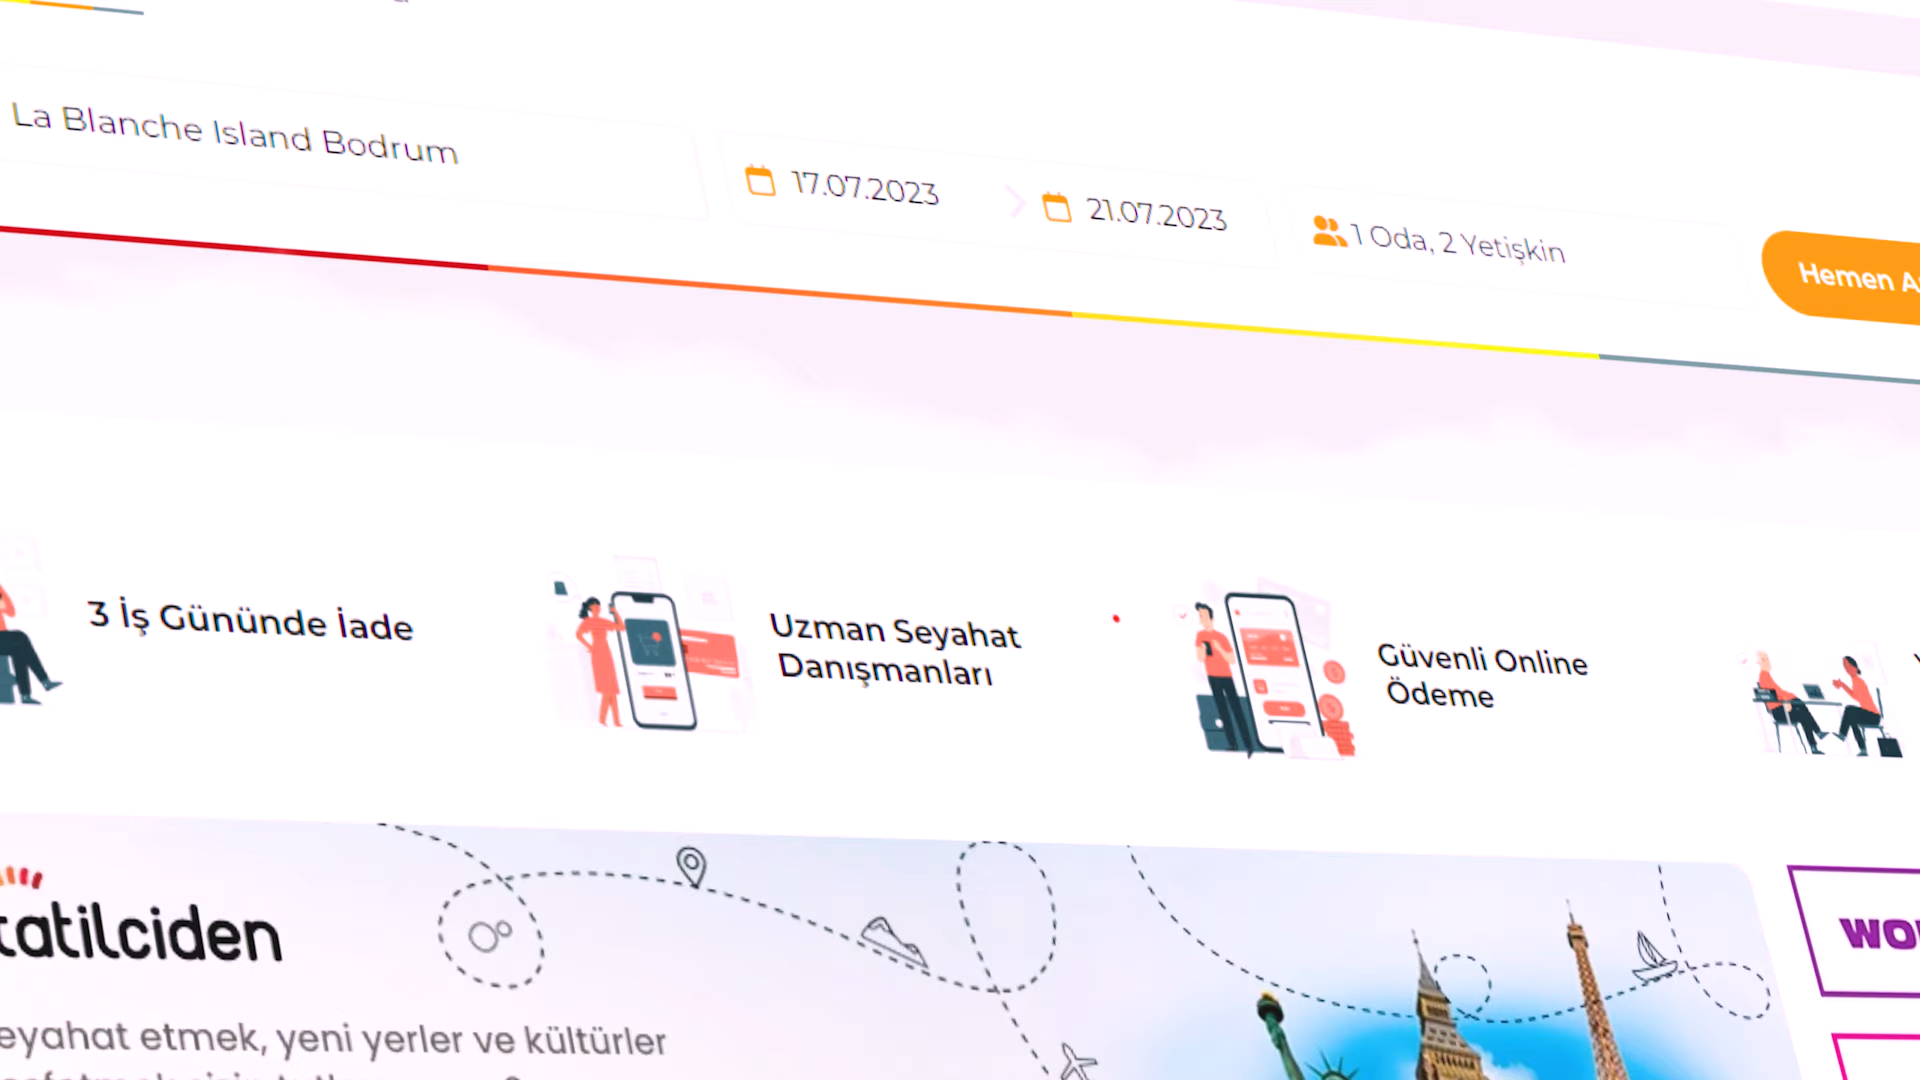 La Blanche Island Bodrum
17.07.2023
21.07.2023
1 Oda, 2 Yetişkin
Hemen
3 İş Gününde İade
Uzman Seyahat
Danışmanları
Güvenli Online
Ödeme
tatilciden
etmek, yeni yerler ve kültürler